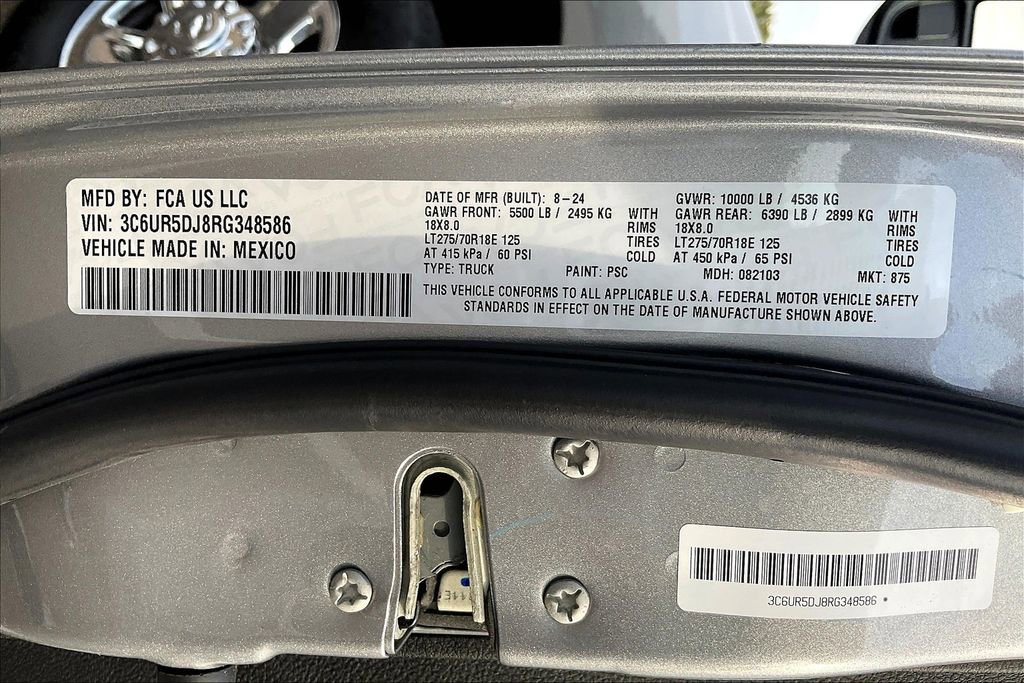 MFD BY: FCA US LLC
VIN: 3C6UR5DJ8RG348586
VEHICLE MADE IN: MEXICO
DATE OF MFR (BUILT): 8-24
GAWR FRONT: 5500 LB / 2495 KG WITH
18X8.0 RIMS
LT275/70R18E 125 TIRES
AT 415 kPa / 60 PSI COLD
TYPE: TRUCK PAINT: PSC
GVWR: 10000 LB / 4536 KG
GAWR REAR: 6390 LB / 2899 KG WITH
18X8.0 RIMS
LT275/70R18E 125 TIRES
AT 450 kPa / 65 PSI COLD
MDH: 082103 MKT: 875
THIS VEHICLE CONFORMS TO ALL APPLICABLE U.S.A. FEDERAL MOTOR VEHICLE SAFETY
STANDARDS IN EFFECT ON THE DATE OF MANUFACTURE SHOWN ABOVE.
3C6UR5DJ8RG348586 *